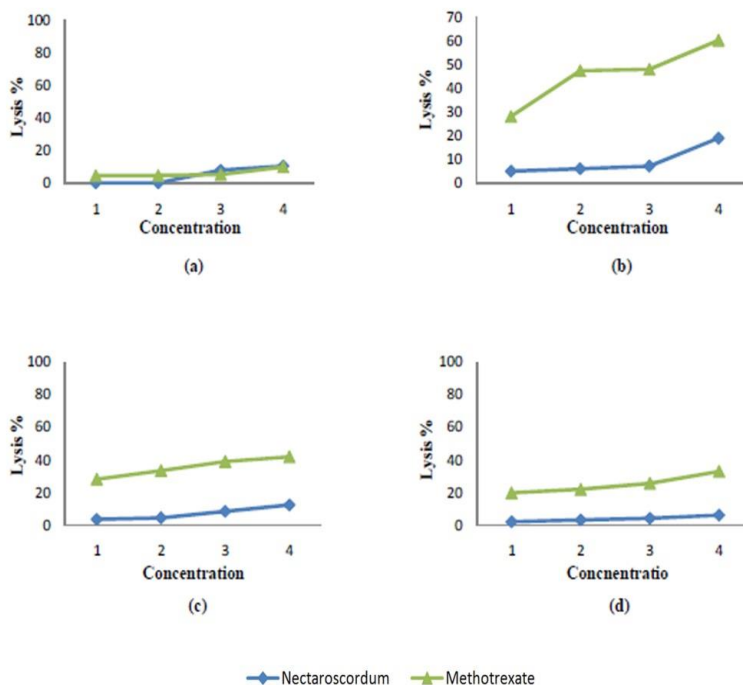 100
80
60
40
20
0
Lysis %
1 2 3 4
Concentration
(a)
70
60
50
40
30
20
10
0
Lysis %
1 2 3 4
Concentration
(b)
100
80
60
40
20
0
Lysis %
1 2 3 4
Concentration
(c)
100
80
60
40
20
0
Lysis %
1 2 3 4
Concnentratio
(d)
Nectaroscordum Methotrexate